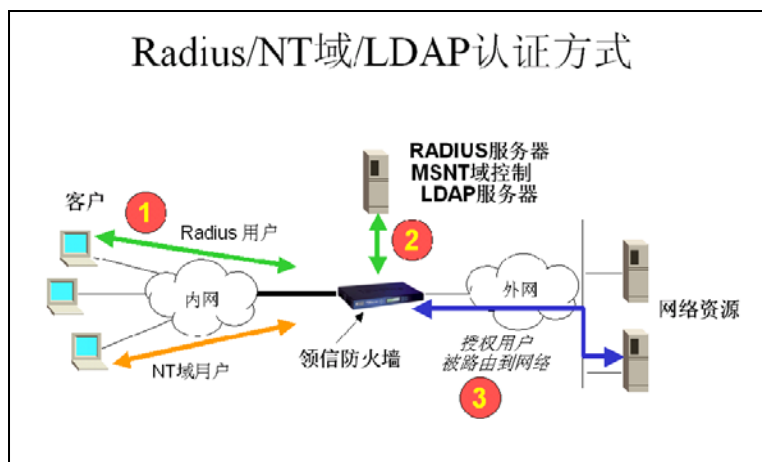 Radius/NT域/LDAP认证方式
RADIUS服务器
MSNT域控制
LDAP服务器
客户
1
Radius 用户
2
内网
外网
网络资源
领信防火墙
NT域用户
授权用户
被路由到网络
3